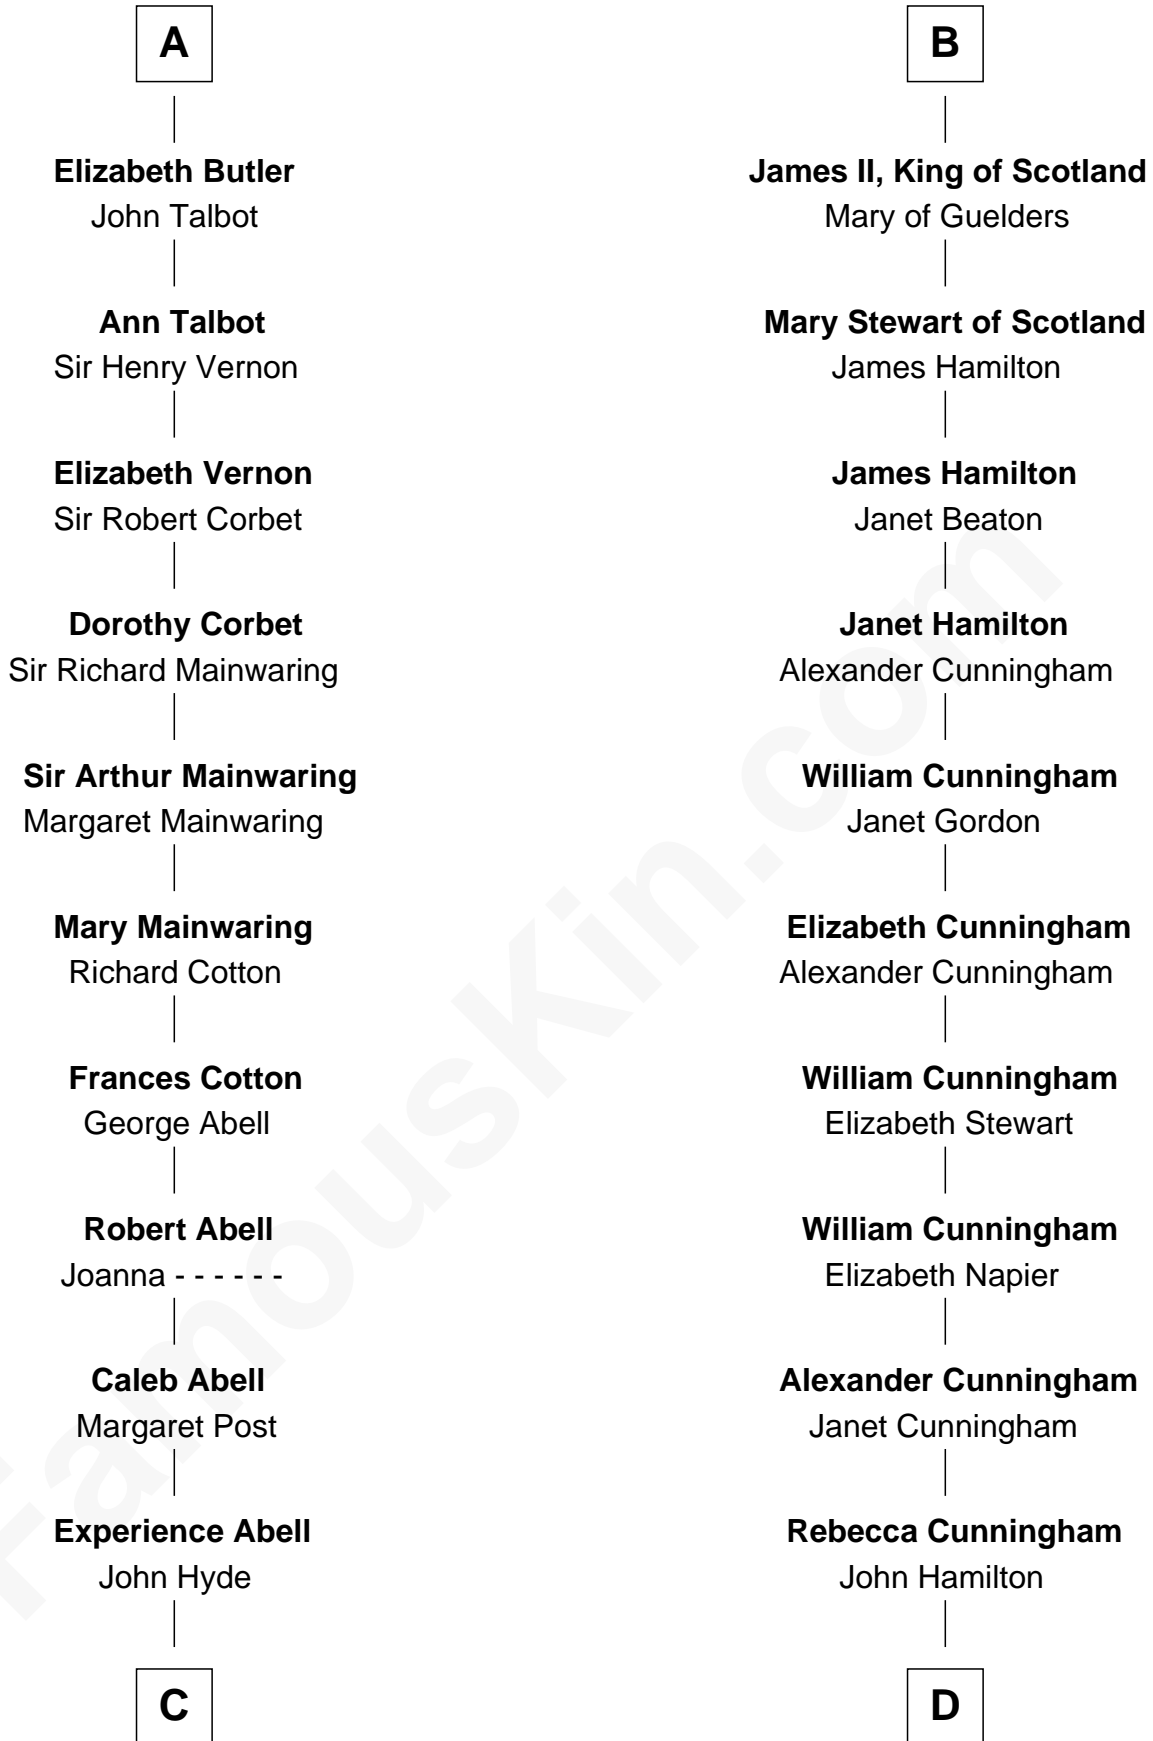 A
Elizabeth Butler
John Talbot
Ann Talbot
Sir Henry Vernon
Elizabeth Vernon
Sir Robert Corbet
Dorothy Corbet
Sir Richard Mainwaring
Sir Arthur Mainwaring
Margaret Mainwaring
Mary Mainwaring
Richard Cotton
Frances Cotton
George Abell
Robert Abell
Joanna - - - - - -
Caleb Abell
Margaret Post
Experience Abell
John Hyde
C
B
James II, King of Scotland
Mary of Guelders
Mary Stewart of Scotland
James Hamilton
James Hamilton
Janet Beaton
Janet Hamilton
Alexander Cunningham
William Cunningham
Janet Gordon
Elizabeth Cunningham
Alexander Cunningham
William Cunningham
Elizabeth Stewart
William Cunningham
Elizabeth Napier
Alexander Cunningham
Janet Cunningham
Rebecca Cunningham
John Hamilton
D
FamousKin.com